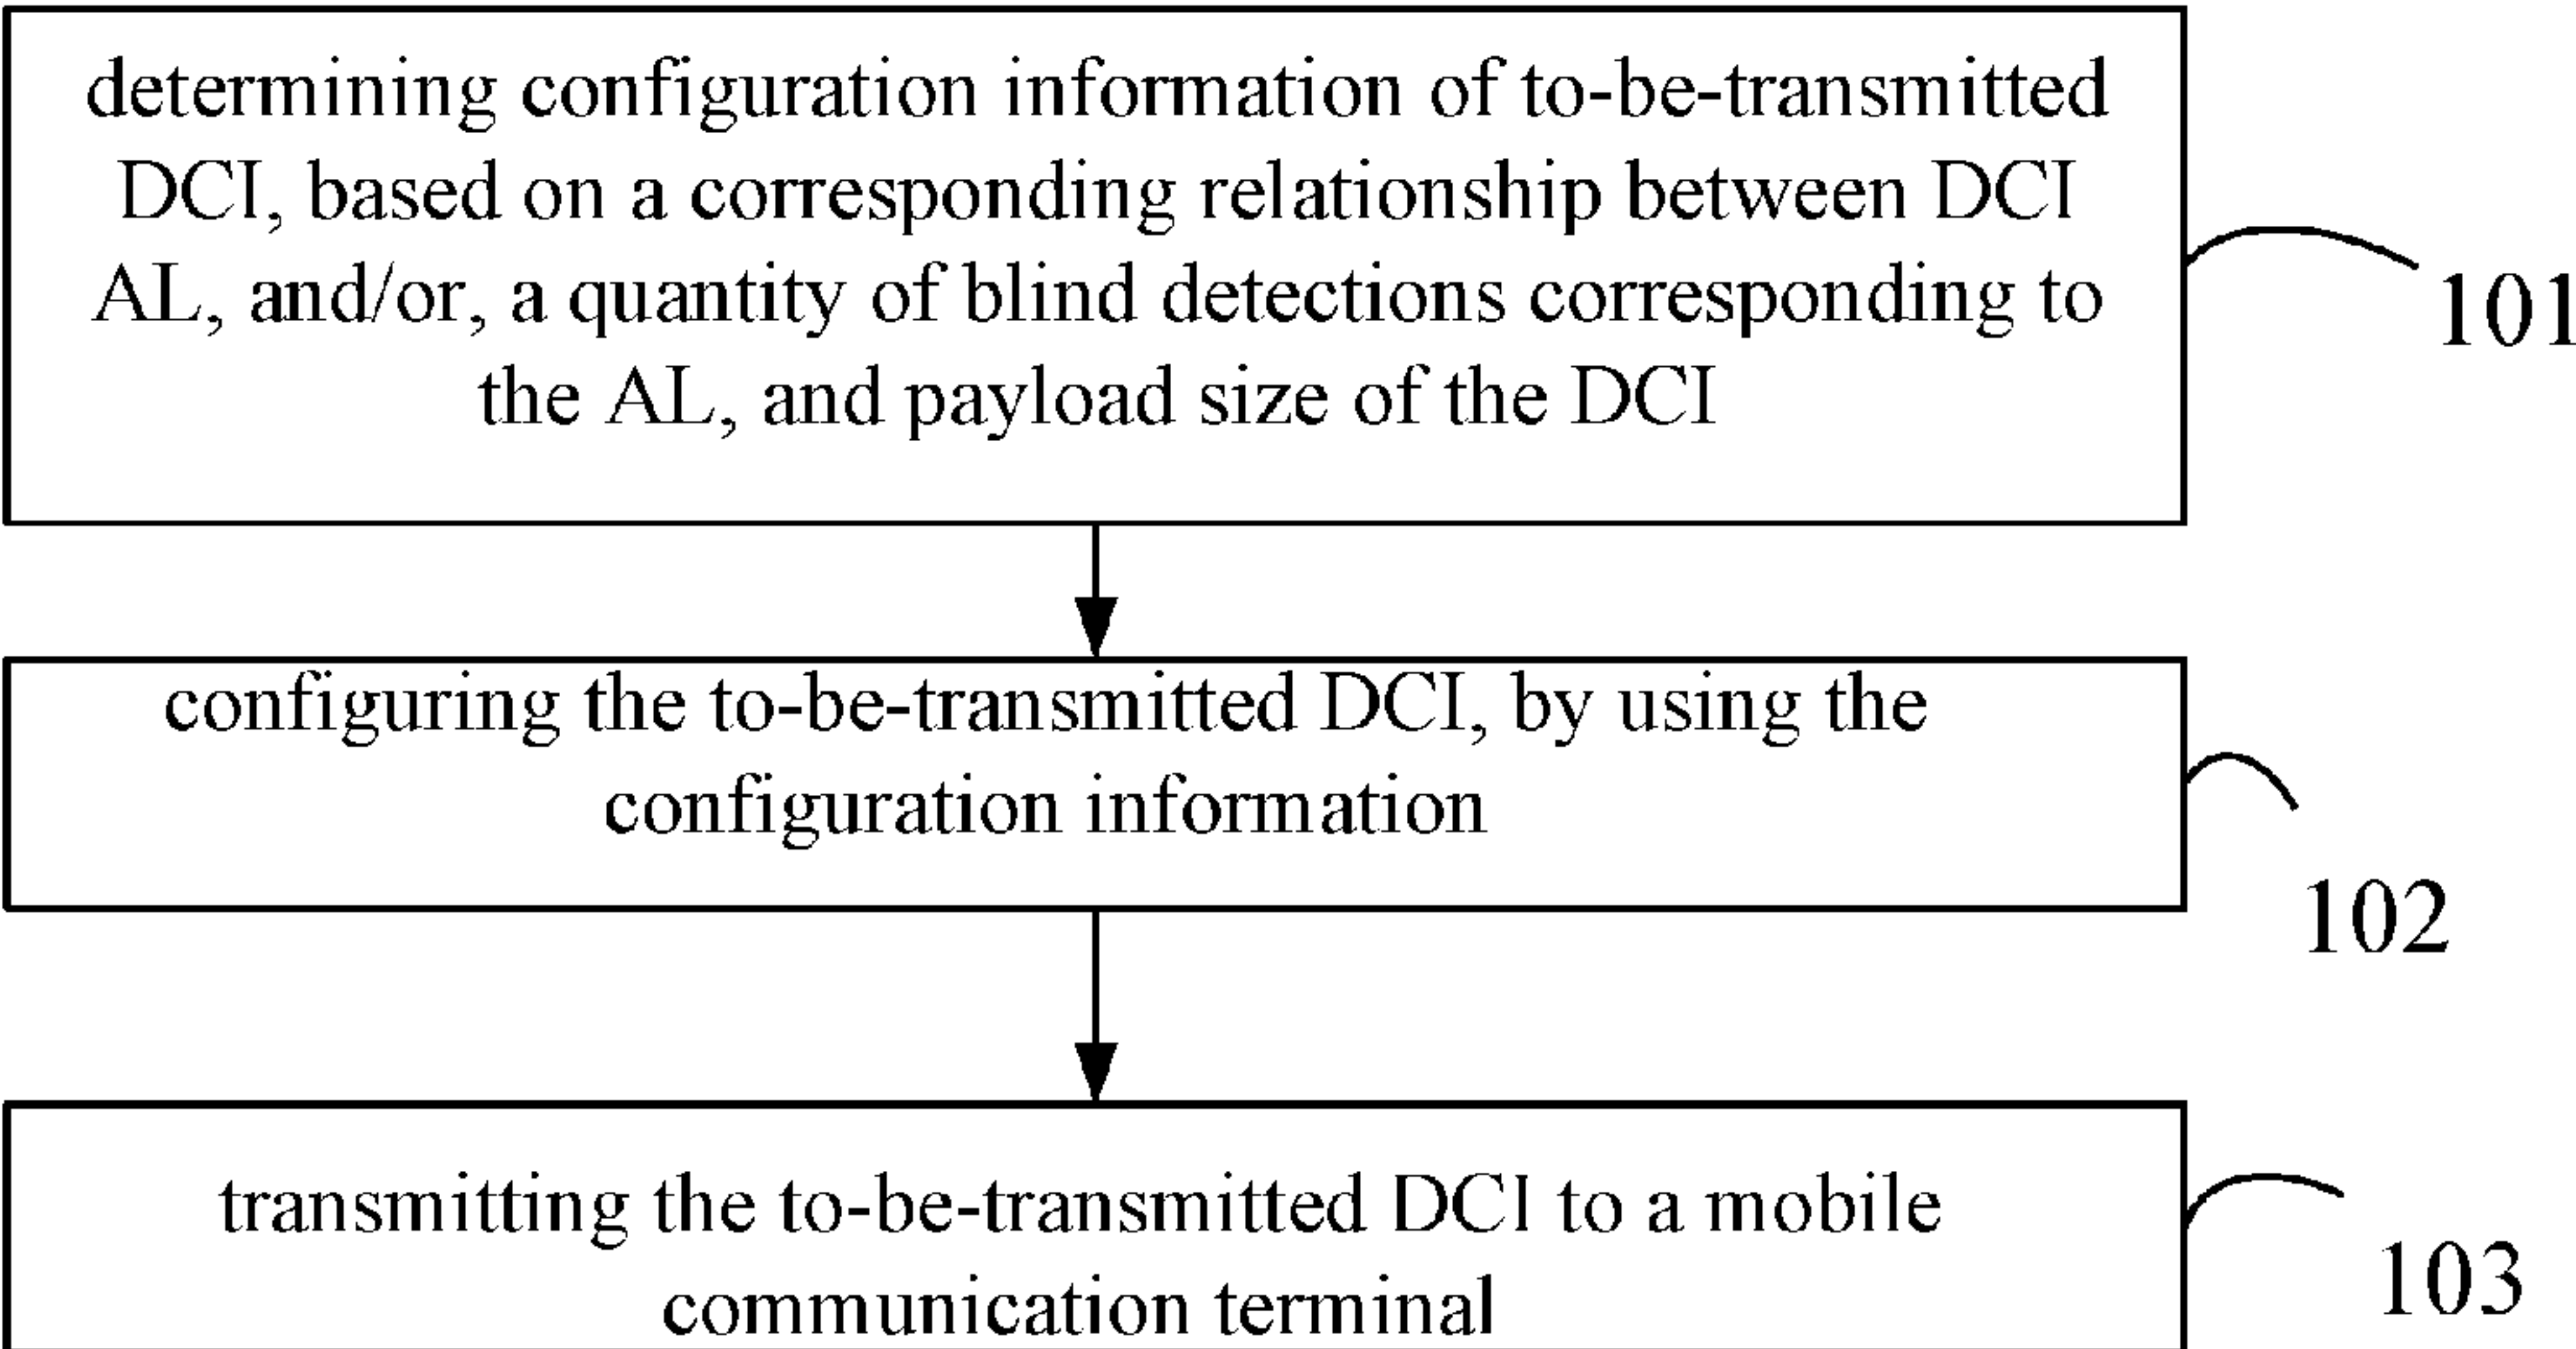 determining configuration information of to-be-transmitted
DCI, based on a corresponding relationship between DCI
AL, and/or, a quantity of blind detections corresponding to
the AL, and payload size of the DCI
101
configuring the to-be-transmitted DCI, by using the
configuration information
102
transmitting the to-be-transmitted DCI to a mobile
communication terminal
103